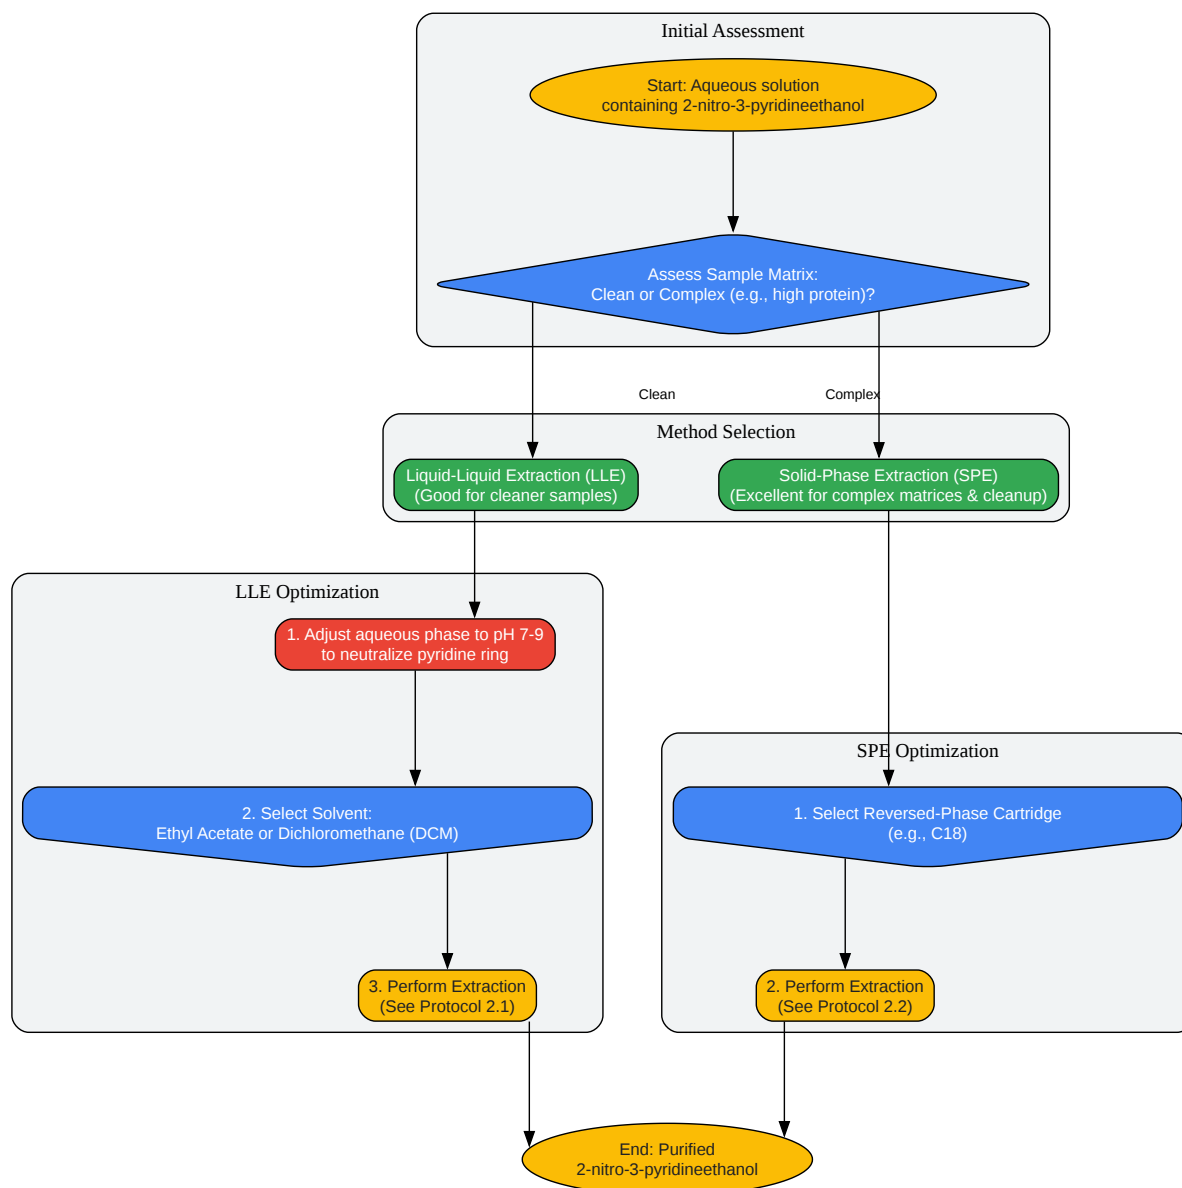 Initial Assessment
Start: Aqueous solution
containing 2-nitro-3-pyridineethanol
Assess Sample Matrix:
Clean or Complex (e.g., high protein)?
Clean
Complex
Method Selection
Liquid-Liquid Extraction (LLE)
(Good for cleaner samples)
Solid-Phase Extraction (SPE)
(Excellent for complex matrices & cleanup)
LLE Optimization
1. Adjust aqueous phase to pH 7-9
to neutralize pyridine ring
2. Select Solvent:
Ethyl Acetate or Dichloromethane (DCM)
3. Perform Extraction
(See Protocol 2.1)
SPE Optimization
1. Select Reversed-Phase Cartridge
(e.g., C18)
2. Perform Extraction
(See Protocol 2.2)
End: Purified
2-nitro-3-pyridineethanol